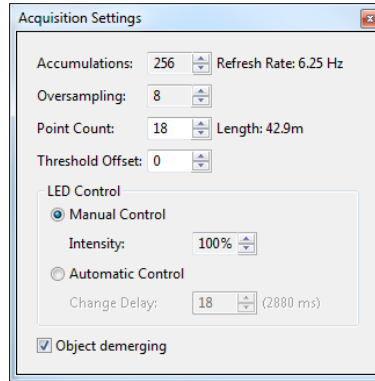 Acquisition Settings
Accumulations: 256 Refresh Rate: 6.25 Hz
Oversampling: 8
Point Count: 18 Length: 42.9m
Threshold Offset: 0
LED Control
Manual Control
Intensity: 100%
Automatic Control
Change Delay: 18 (2880 ms)
Object demerging